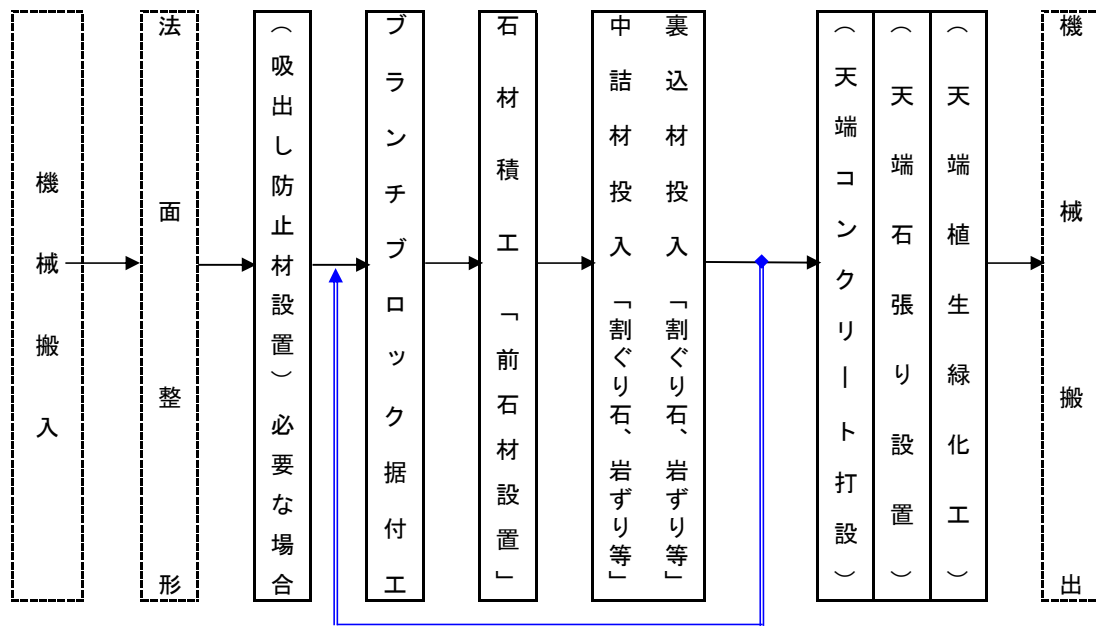 機械搬入
法面整形
（吸出し防止材設置）必要な場合
ブランチブロック据付工
石材積工「前石材設置」
裏込材投入「割ぐり石、岩ずり等」
中詰材投入「割ぐり石、岩ずり等」
（天端コンクリート打設）
（天端石張り設置）
（天端植生緑化工）
機械搬出